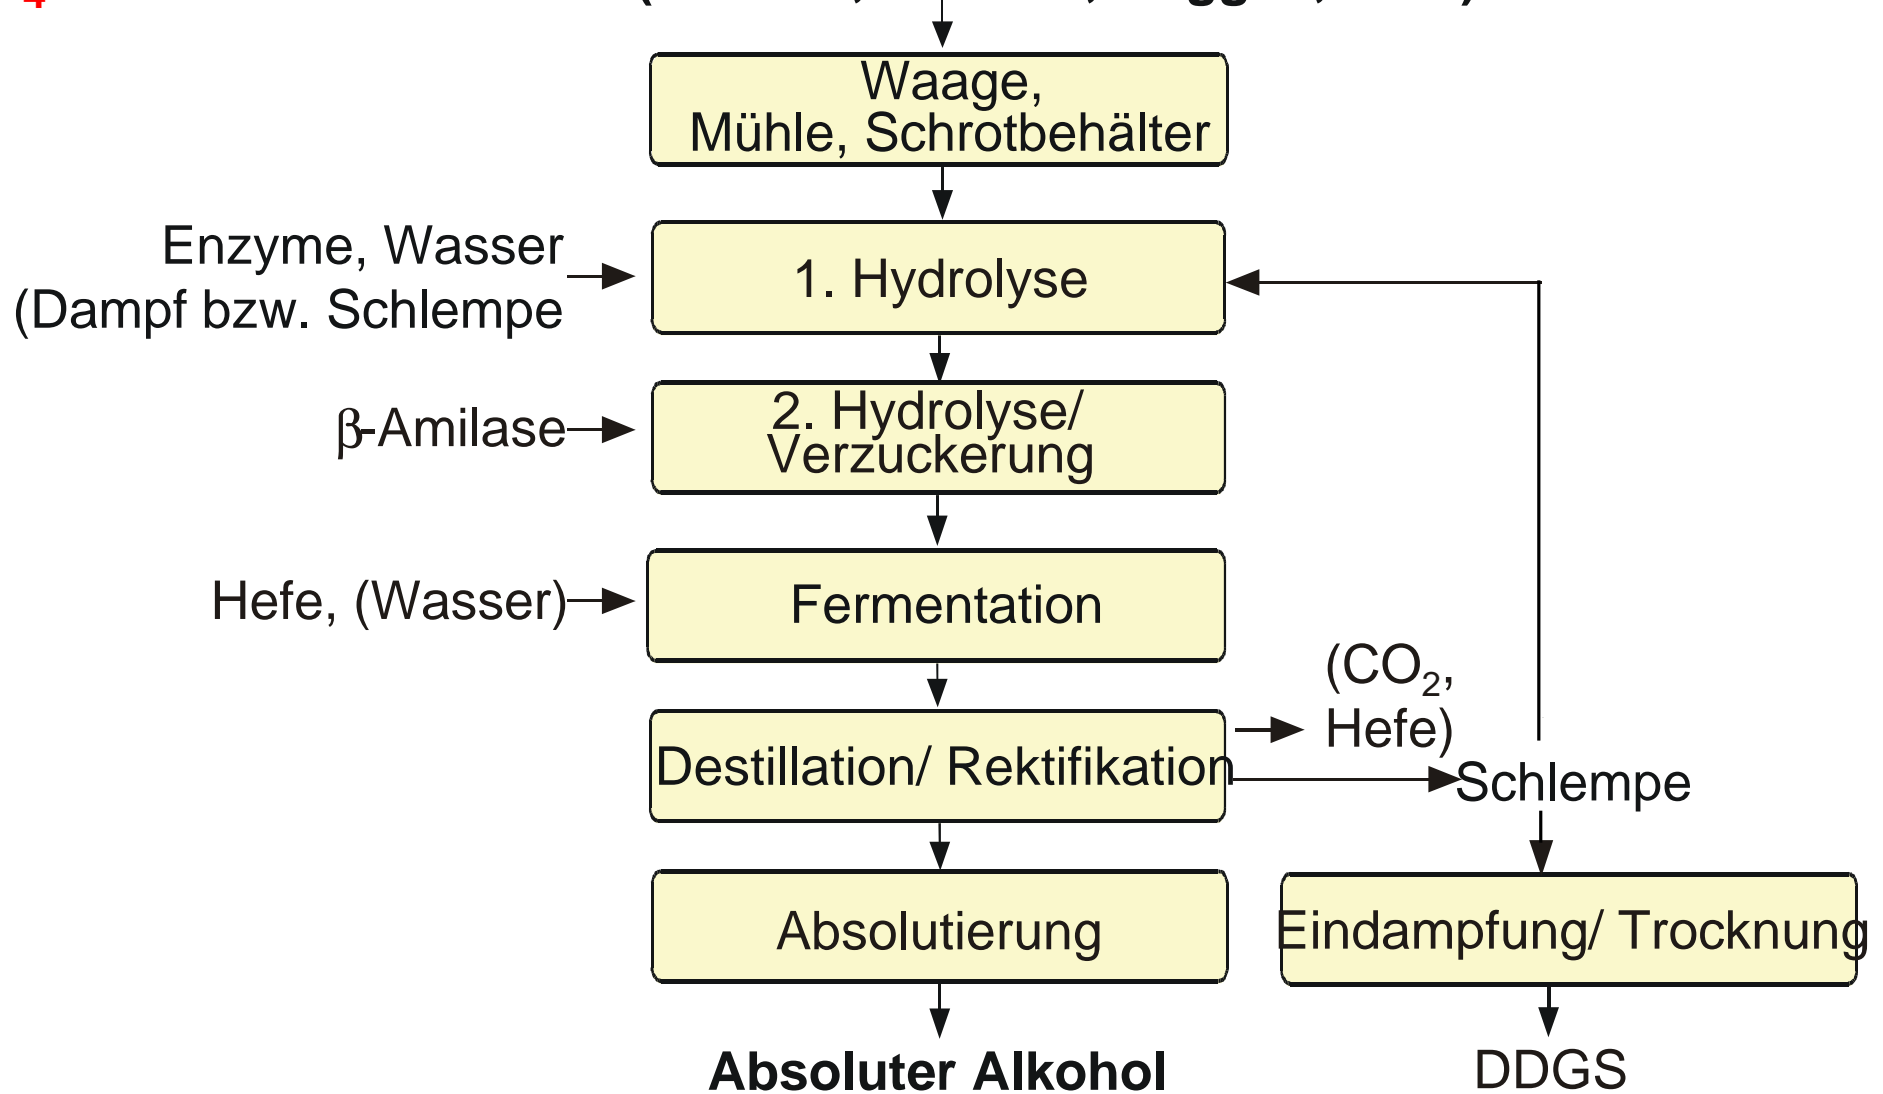 4
Waage,
Mühle, Schrotbehälter
Enzyme, Wasser
(Dampf bzw. Schlempe
1. Hydrolyse
β-Amilase
2. Hydrolyse/
Verzuckerung
Hefe, (Wasser)
Fermentation
(CO₂,
Hefe)
Destillation/ Rektifikation
Schlempe
Absolutierung
Eindampfung/ Trocknung
Absoluter Alkohol
DDGS